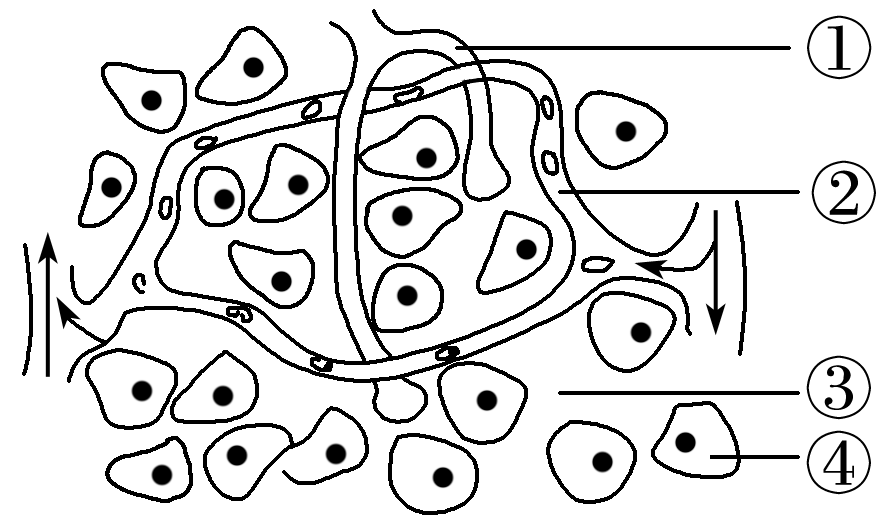 ①
②
③
④